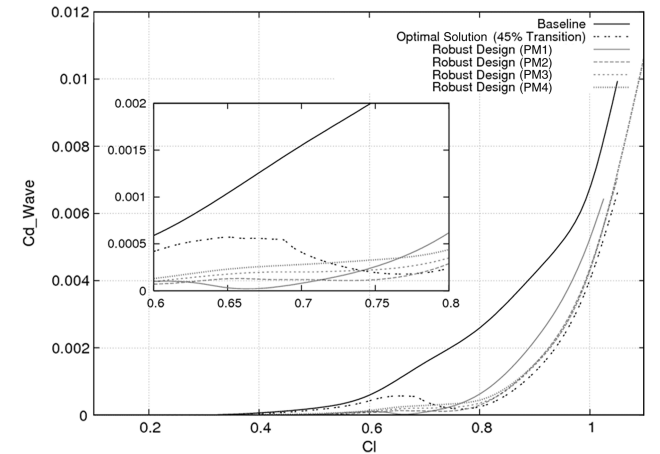 0.012
Baseline
Optimal Solution (45% Transition)
Robust Design (PM1)
Robust Design (PM2)
Robust Design (PM3)
Robust Design (PM4)
0.01
0.008
0.006
0.004
0.002
0
Cd_Wave
0.002
0.0015
0.001
0.0005
0
0.6 0.65 0.7 0.75 0.8
0.2 0.4 0.6 0.8 1
Cl